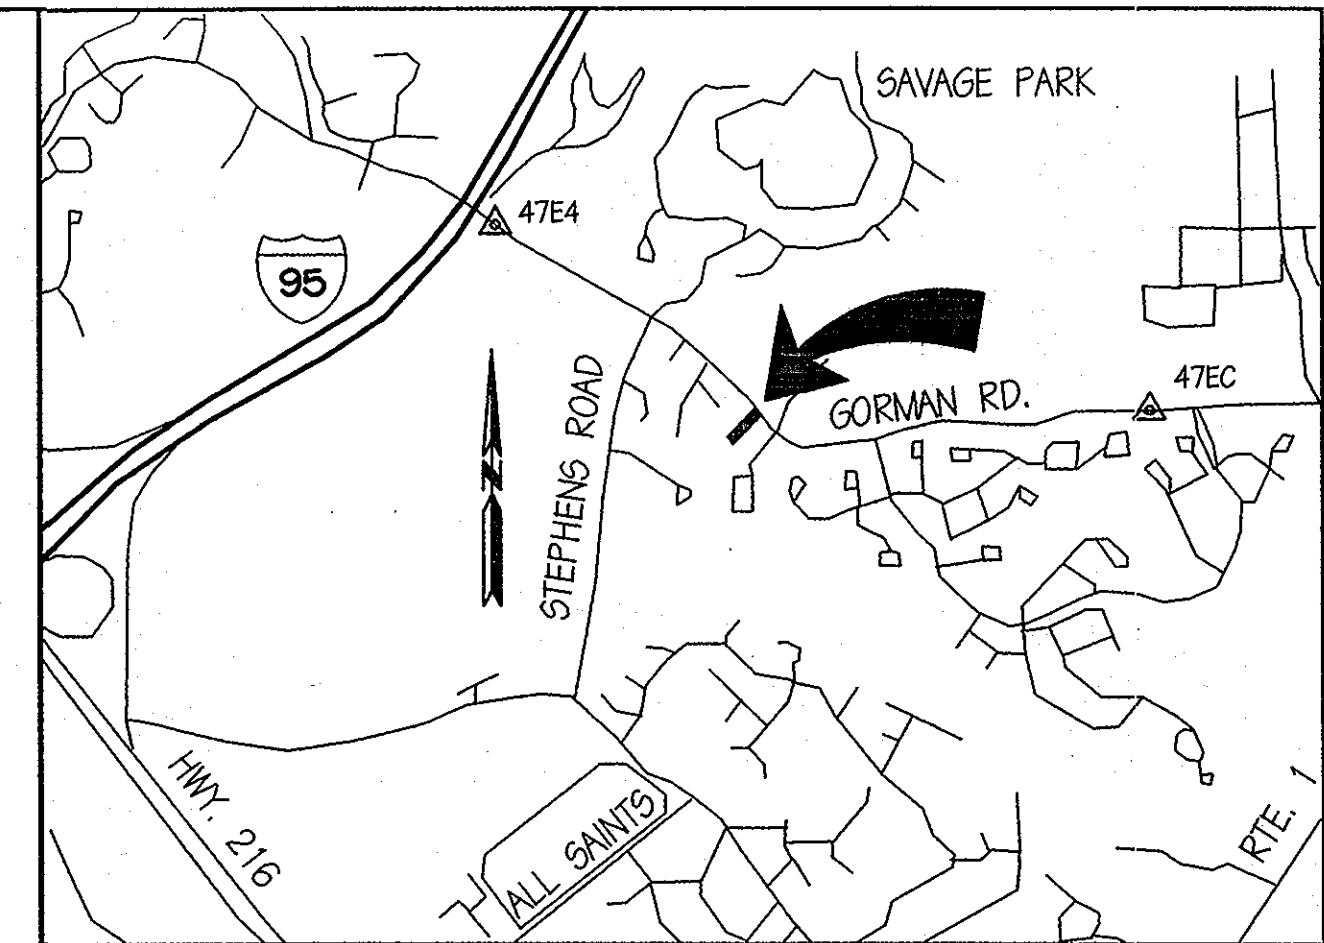 SAVAGE PARK
47E4
95
47EC
GORMAN RD.
STEPHENS ROAD
N
HWY. 216
ALL SAINTS
RTE. 1